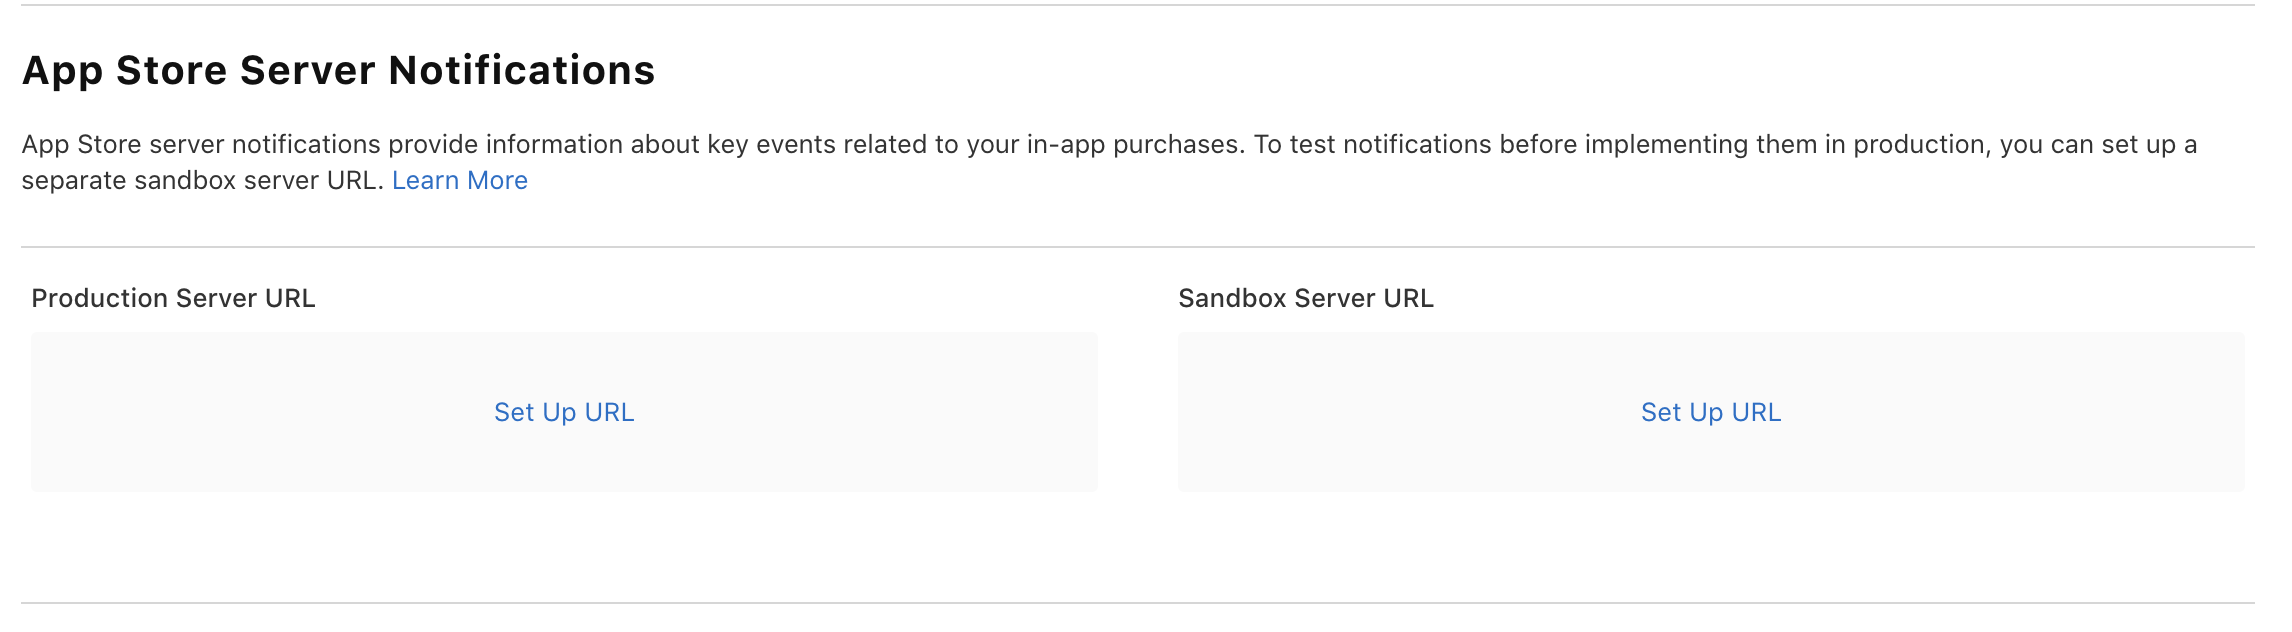 App Store Server Notifications
App Store server notifications provide information about key events related to your in-app purchases. To test notifications before implementing them in production, you can set up a
separate sandbox server URL. Learn More
Production Server URL
Sandbox Server URL
Set Up URL
Set Up URL